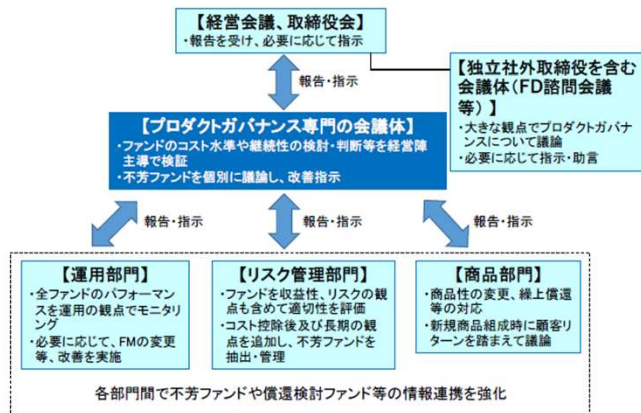 【経営会議、取締役会】
・報告を受け、必要に応じて指示
報告・指示
【独立社外取締役を含む
会議体(FD諮問会議
等)】
・大きな観点でプロダクトガバナ
ンスについて議論
・必要に応じて指示・助言
【プロダクトガバナンス専門の会議体】
・ファンドのコスト水準や継続性の検討・判断等を経営陣
主導で検証
・不芳ファンドを個別に議論し、改善指示
報告・指示
報告・指示
報告・指示
【運用部門】
・全ファンドのパフォーマン
スを運用の観点でモニタ
リング
・必要に応じて、FMの変更
等、改善を実施
【リスク管理部門】
・ファンドを収益性、リスクの観
点も含めて適切性を評価
・コスト控除後及び長期の観
点を追加し、不芳ファンドを
抽出・管理
【商品部門】
・商品性の変更、繰上償還
等の対応
・新規商品組成時に顧客リ
ターンを踏まえて議論
各部門間で不芳ファンドや償還検討ファンド等の情報連携を強化